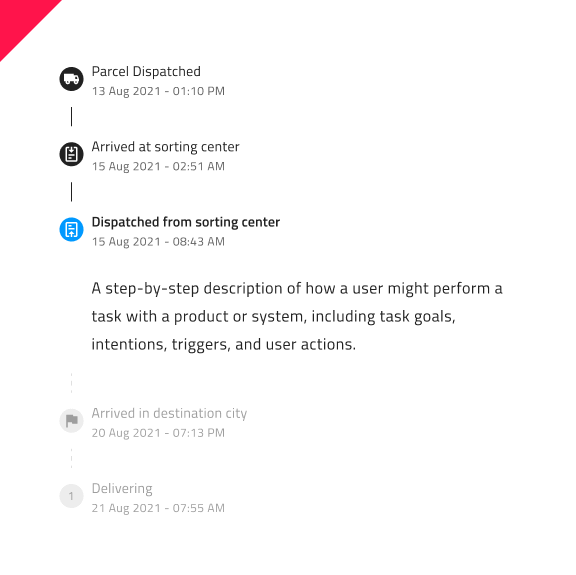 Parcel Dispatched
13 Aug 2021 - 01:10 PM
Arrived at sorting center
15 Aug 2021 - 02:51 AM
Dispatched from sorting center
15 Aug 2021 - 08:43 AM
A step-by-step description of how a user might perform a
task with a product or system, including task goals,
intentions, triggers, and user actions.
Arrived in destination city
20 Aug 2021 - 07:13 PM
1
Delivering
21 Aug 2021 - 07:55 AM